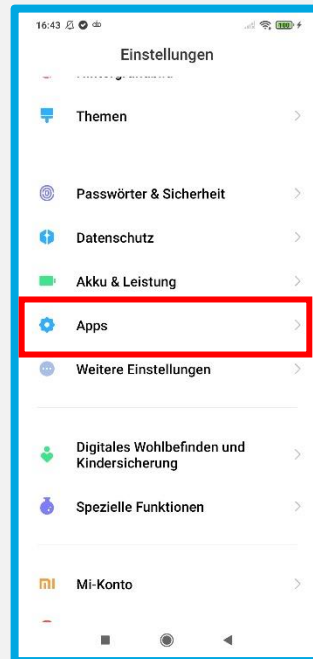 16:43
100
Einstellungen
Themen
Passwörter & Sicherheit
Datenschutz
Akku & Leistung
Apps
Weitere Einstellungen
Digitales Wohlbefinden und
Kindersicherung
Spezielle Funktionen
Mi-Konto